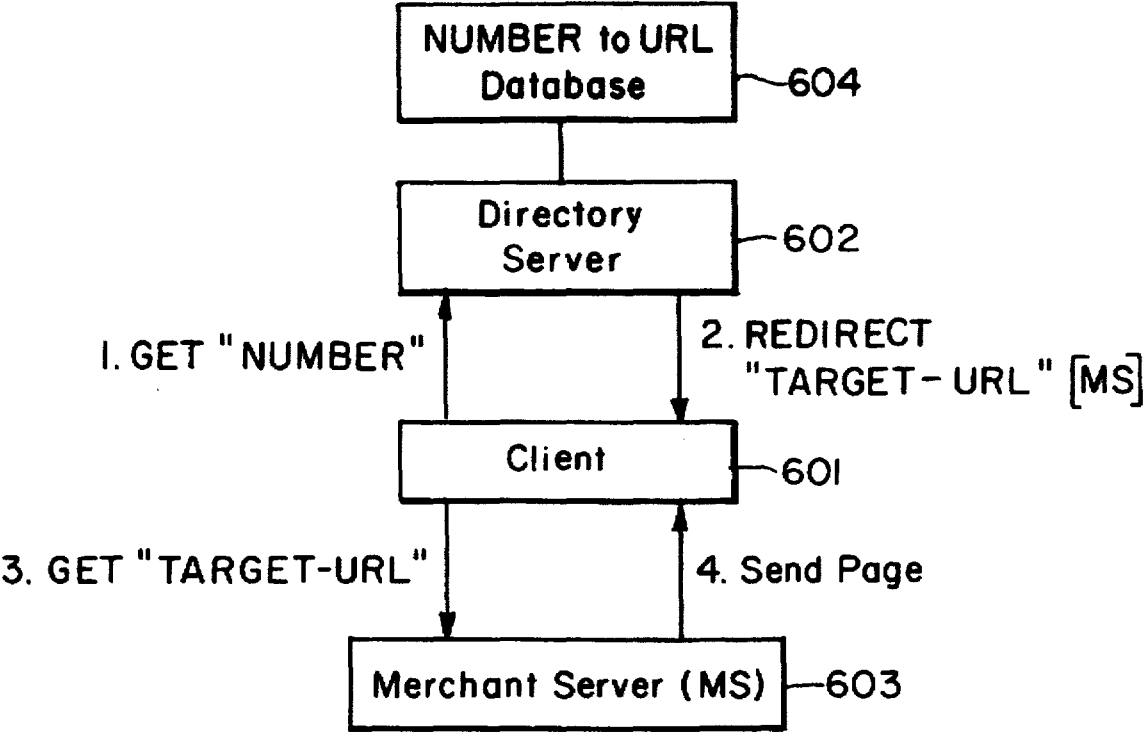 NUMBER to URL
Database
604
Directory
Server
602
1. GET "NUMBER"
2. REDIRECT
"TARGET-URL" [MS]
Client
601
3. GET "TARGET-URL"
4. Send Page
Merchant Server (MS)
603